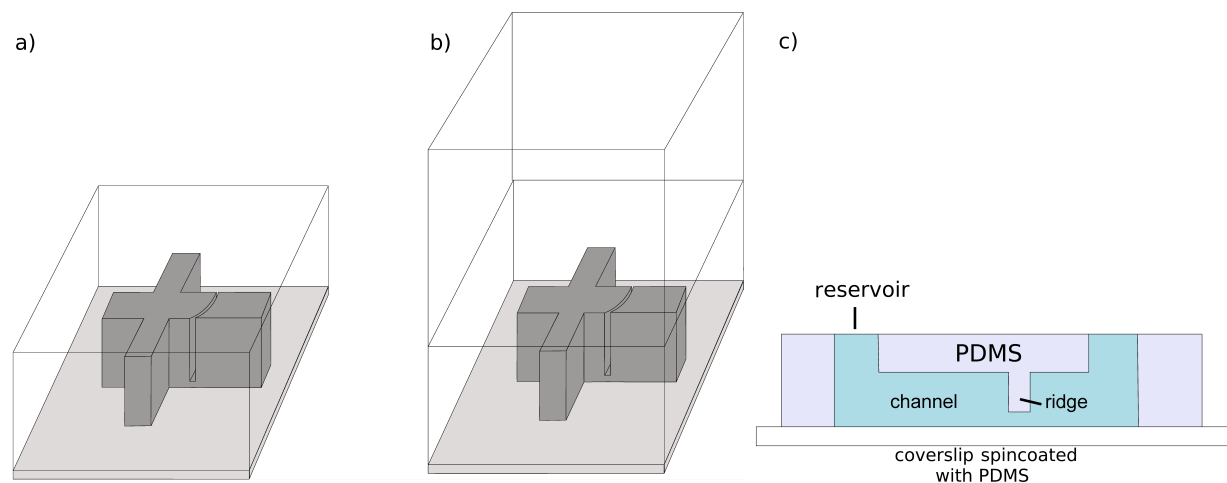 a)
b)
c)
reservoir
PDMS
channel
ridge
coverslip spincoated
with PDMS